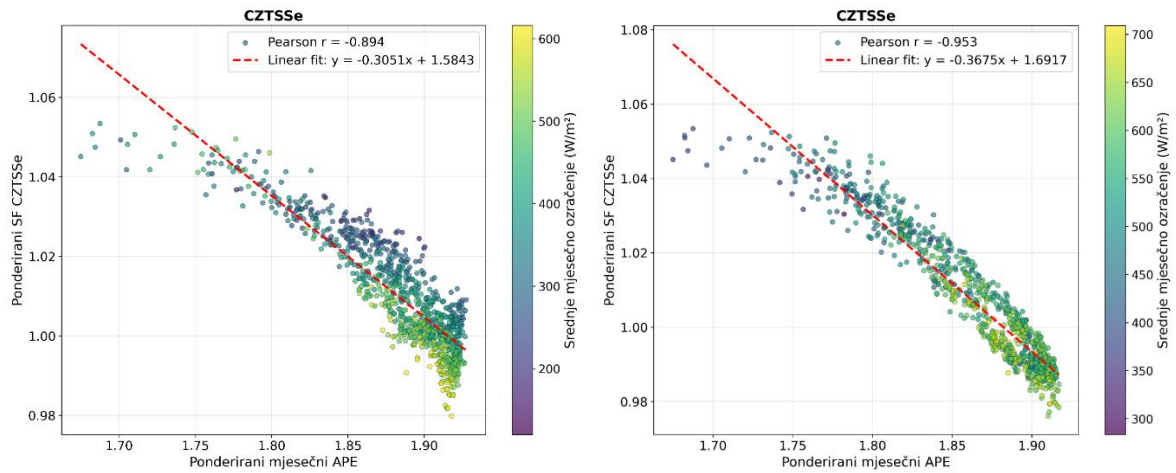 CZTSSe
Pearson r = -0.894
Linear fit: y = -0.3051x + 1.5843
1.06
1.04
1.02
1.00
0.98
Ponderirani SF CZTSSe
1.70
1.75
1.80
1.85
1.90
Ponderirani mjesečni APE
600
500
400
300
200
Srednje mjesečno ozračenje (W/m²)
CZTSSe
Pearson r = -0.953
Linear fit: y = -0.3675x + 1.6917
1.08
1.06
1.04
1.02
1.00
0.98
Ponderirani SF CZTSSe
1.70
1.75
1.80
1.85
1.90
Ponderirani mjesečni APE
700
650
600
550
500
450
400
350
300
Srednje mjesečno ozračenje (W/m²)